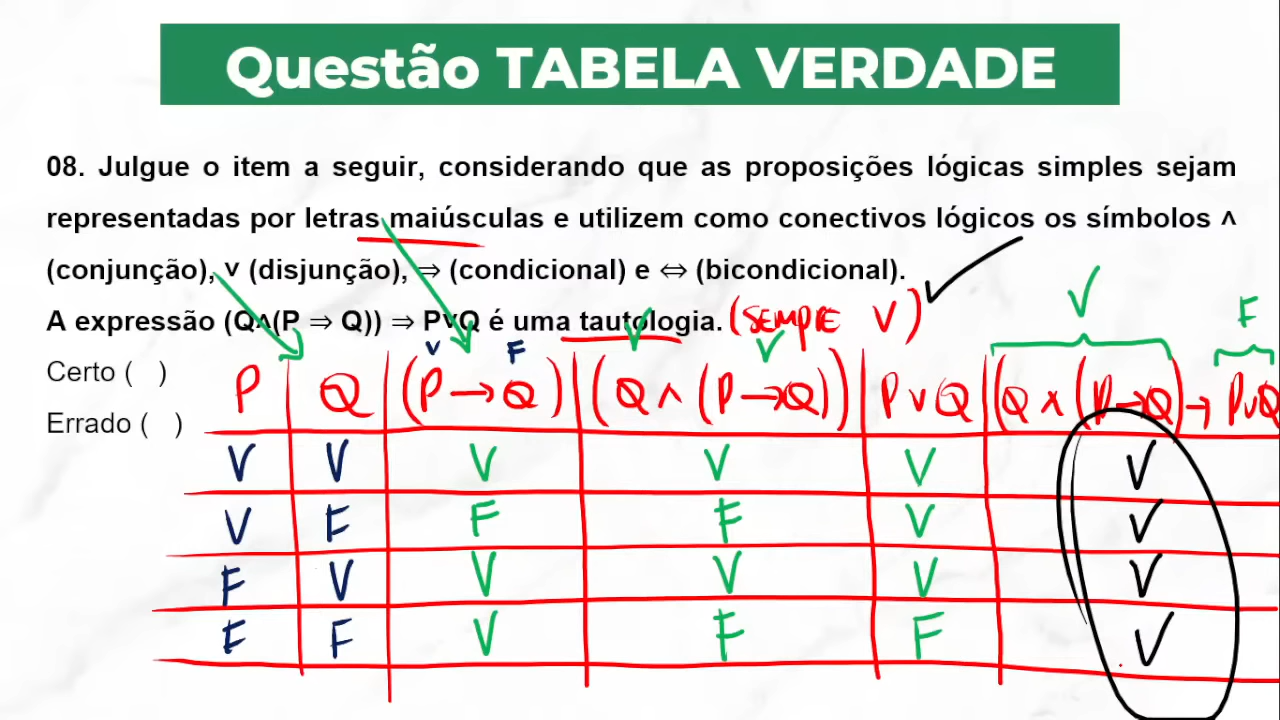 Questão TABELA VERDADE
08. Julgue o item a seguir, considerando que as proposições lógicas simples sejam
representadas por letras maiúsculas e utilizem como conectivos lógicos os símbolos ∧
(conjunção), ∨ (disjunção), ⇒ (condicional) e ⇔ (bicondicional).
A expressão (Q∧(P ⇒ Q)) ⇒ P∨Q é uma tautologia. (SEMPRE V)
Certo ( )
Errado ( )
V F V V V F
P Q (P → Q) (Q ∧ (P → Q)) P ∨ Q (Q ∧ (P → Q) → P∨Q
V V V V V V
V F F F V V
F V V V V V
F F V F F V